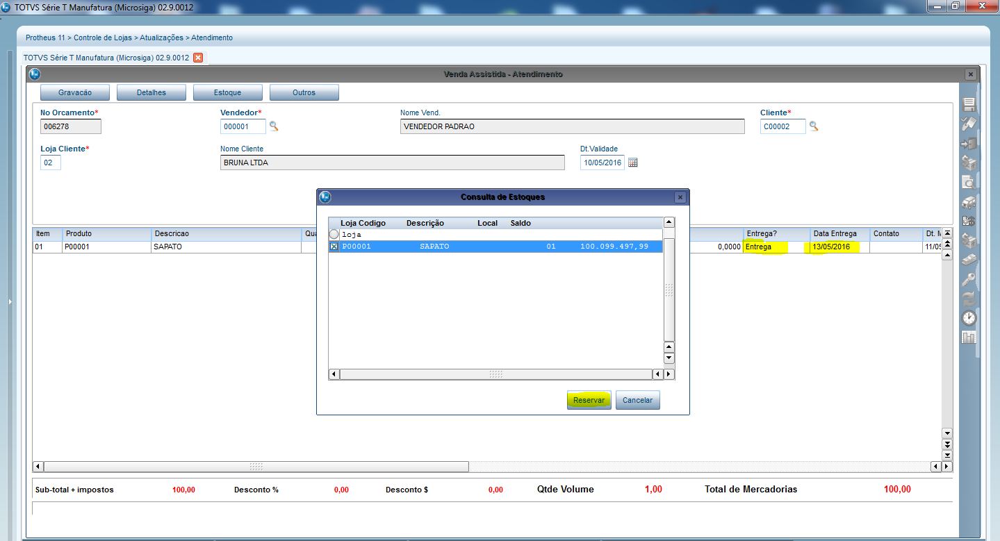 TOTVS Série T Manufatura (Microsiga) 02.9.0012
Protheus 11 > Controle de Lojas > Atualizações > Atendimento
TOTVS Série T Manufatura (Microsiga) 02.9.0012
Venda Assistida - Atendimento
Gravacão Detalhes Estoque Outros
No Orcamento* Vendedor* Nome Vend. Cliente*
006278 000001 VENDEDOR PADRAO C00002
Loja Cliente* Nome Cliente Dt.Validade
02 BRUNA LTDA 10/05/2016
Consulta de Estoques
Loja Codigo Descrição Local Saldo
loja
P00001 SAPATO 01 100.099.497,99
Reservar Cancelar
Item Produto Descricao Qua Entrega? Data Entrega Contato Dt.
01 P00001 SAPATO 0,0000 Entrega 13/05/2016 11/05
Sub-total + impostos 100,00 Desconto % 0,00 Desconto $ 0,00 Qtde Volume 1,00 Total de Mercadorias 100,00